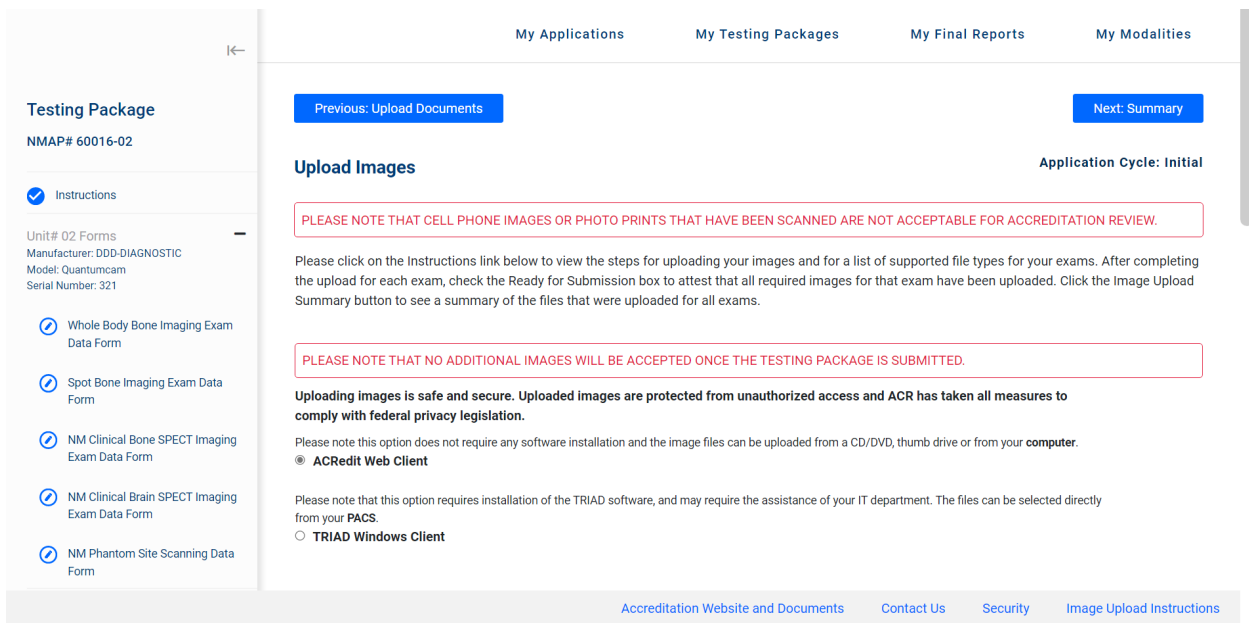 My Applications
My Testing Packages
My Final Reports
My Modalities
Testing Package
NMAP# 60016-02
Instructions
Unit# 02 Forms
Manufacturer: DDD-DIAGNOSTIC
Model: Quantumcam
Serial Number: 321
Whole Body Bone Imaging Exam
Data Form
Spot Bone Imaging Exam Data
Form
NM Clinical Bone SPECT Imaging
Exam Data Form
NM Clinical Brain SPECT Imaging
Exam Data Form
NM Phantom Site Scanning Data
Form
Previous: Upload Documents
Next: Summary
Upload Images
Application Cycle: Initial
PLEASE NOTE THAT CELL PHONE IMAGES OR PHOTO PRINTS THAT HAVE BEEN SCANNED ARE NOT ACCEPTABLE FOR ACCREDITATION REVIEW.
Please click on the Instructions link below to view the steps for uploading your images and for a list of supported file types for your exams. After completing
the upload for each exam, check the Ready for Submission box to attest that all required images for that exam have been uploaded. Click the Image Upload
Summary button to see a summary of the files that were uploaded for all exams.
PLEASE NOTE THAT NO ADDITIONAL IMAGES WILL BE ACCEPTED ONCE THE TESTING PACKAGE IS SUBMITTED.
Uploading images is safe and secure. Uploaded images are protected from unauthorized access and ACR has taken all measures to
comply with federal privacy legislation.
Please note this option does not require any software installation and the image files can be uploaded from a CD/DVD, thumb drive or from your computer.
ACRedit Web Client
Please note that this option requires installation of the TRIAD software, and may require the assistance of your IT department. The files can be selected directly
from your PACS.
TRIAD Windows Client
Accreditation Website and Documents
Contact Us
Security
Image Upload Instructions